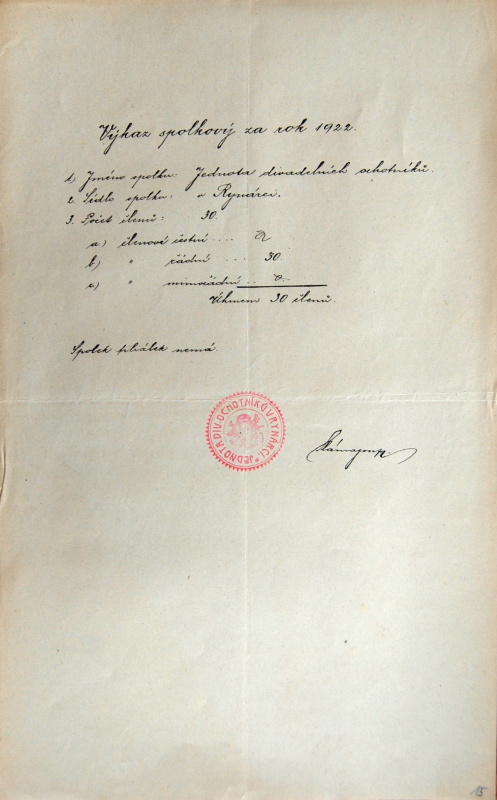 Výkaz spolkový za rok 1922.
1) Jméno spolku: Jednota divadelních ochotníků.
2. Sídlo spolku: v Rynárci.
3. Počet členů: 30.
a) členové čestní .... 0
b) " řádní ... 30.
c) " mimořádní .. 0.
Úhrnem 30 členů.
Spolek filiálek nemá.
JEDNOTA DIV. OCHOTNÍKŮ V RYNÁRCI
15